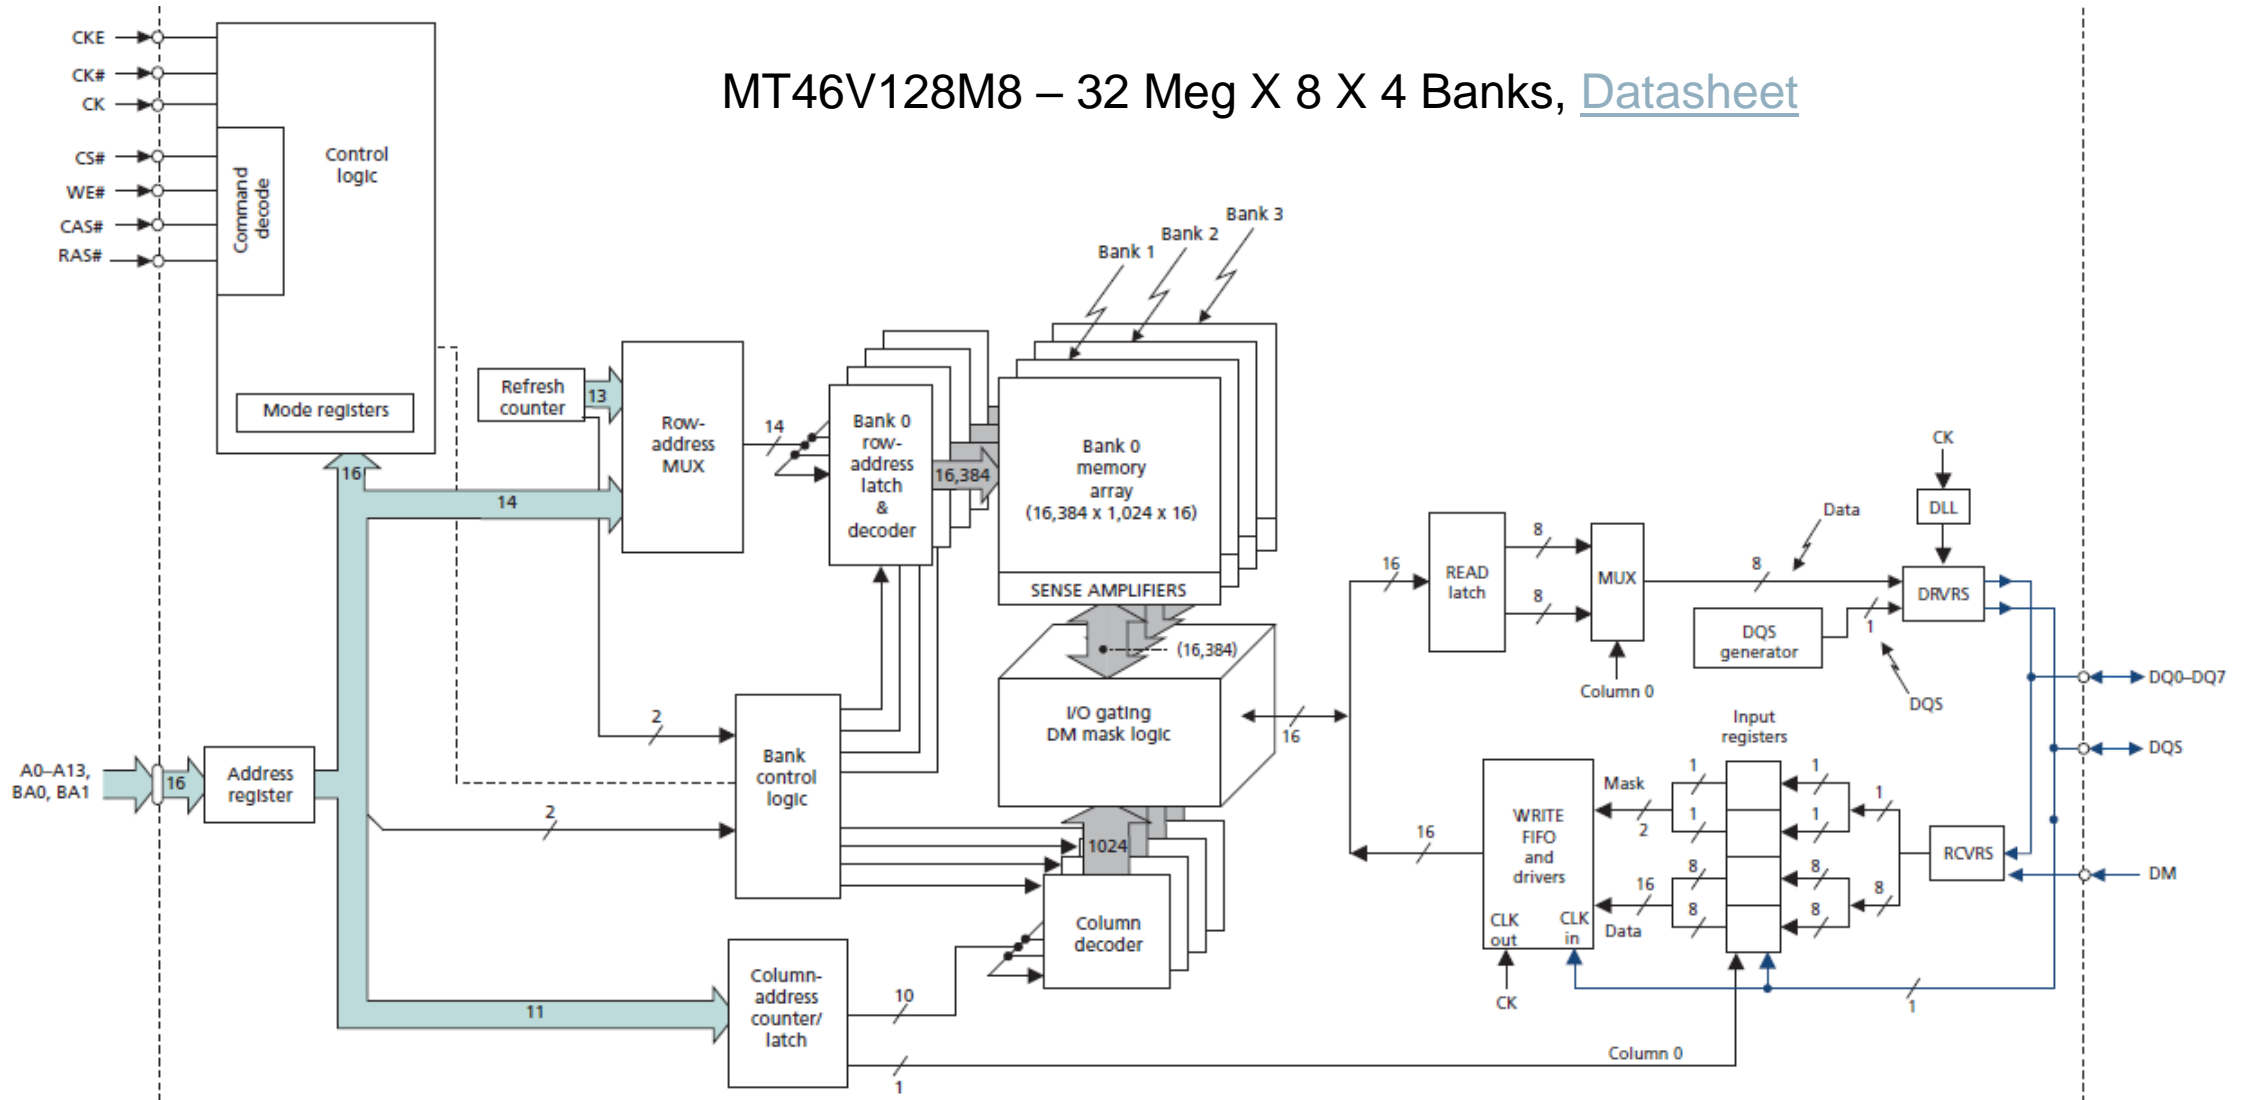 MT46V128M8 – 32 Meg X 8 X 4 Banks, Datasheet
CKE
CK#
CK
CS#
WE#
CAS#
RAS#
Command
decode
Control
logic
Mode registers
Bank 3
Bank 2
Bank 1
Refresh
counter
13
Row-
address
MUX
14
Bank 0
row-
address
latch
&
decoder
16,384
Bank 0
memory
array
(16,384 x 1,024 x 16)
SENSE AMPLIFIERS
16
14
(16,384)
I/O gating
DM mask logic
16
2
Bank
control
logic
A0–A13,
BA0, BA1
16
Address
register
2
1024
Column
decoder
11
Column-
address
counter/
latch
10
1
Column 0
16
READ
latch
8
8
MUX
Column 0
8
Data
CK
DLL
DRVRS
DQS
generator
1
DQS
DQ0–DQ7
DQS
DM
Input
registers
16
WRITE
FIFO
and
drivers
CLK
out
CLK
in
CK
Mask
2
16
Data
1
1
8
8
1
1
8
8
1
8
RCVRS
1